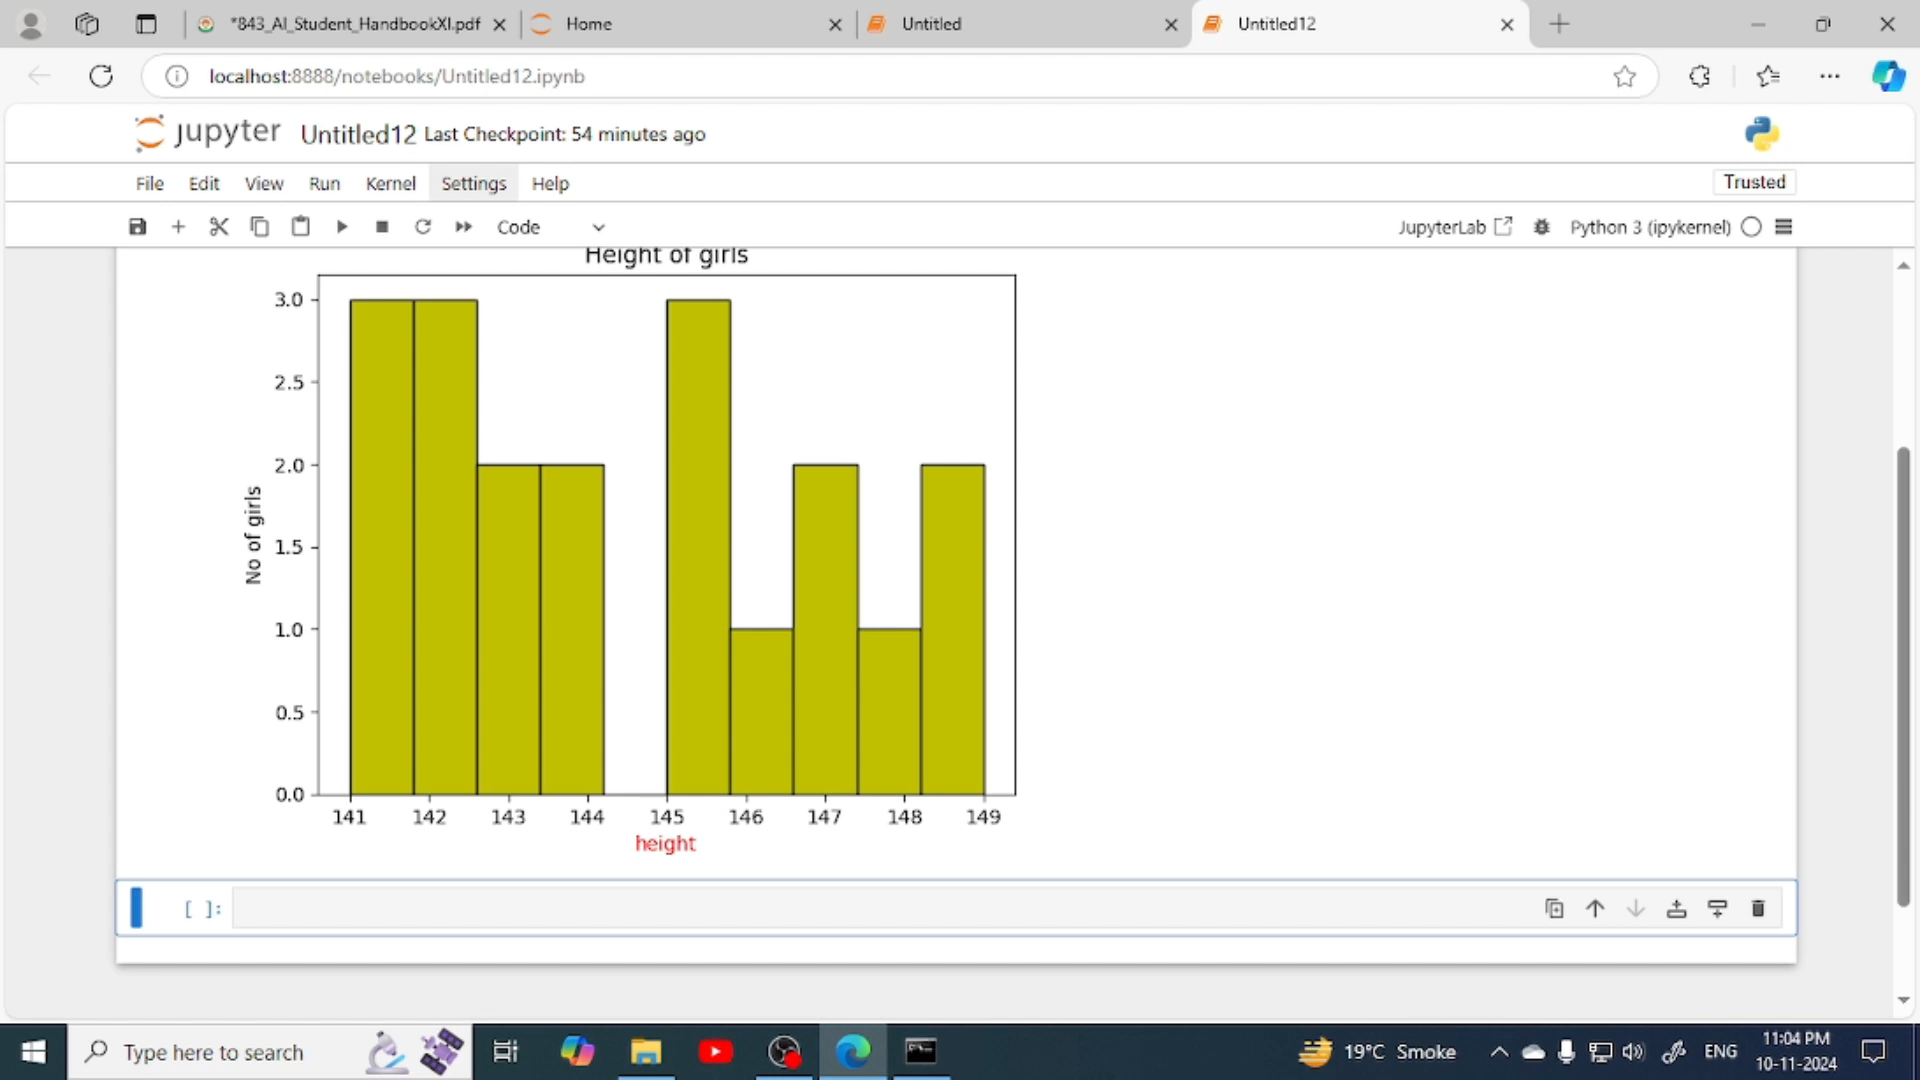 *843_AI_Student_HandbookXI.pdf
Home
Untitled
Untitled12
localhost:8888/notebooks/Untitled12.ipynb
jupyter Untitled12 Last Checkpoint: 54 minutes ago
File Edit View Run Kernel Settings Help
Trusted
Code
JupyterLab
Python 3 (ipykernel)
Height of girls
3.0
2.5
2.0
1.5
1.0
0.5
0.0
No of girls
141 142 143 144 145 146 147 148 149
height
[ ]:
Type here to search
19°C Smoke
ENG
11:04 PM
10-11-2024